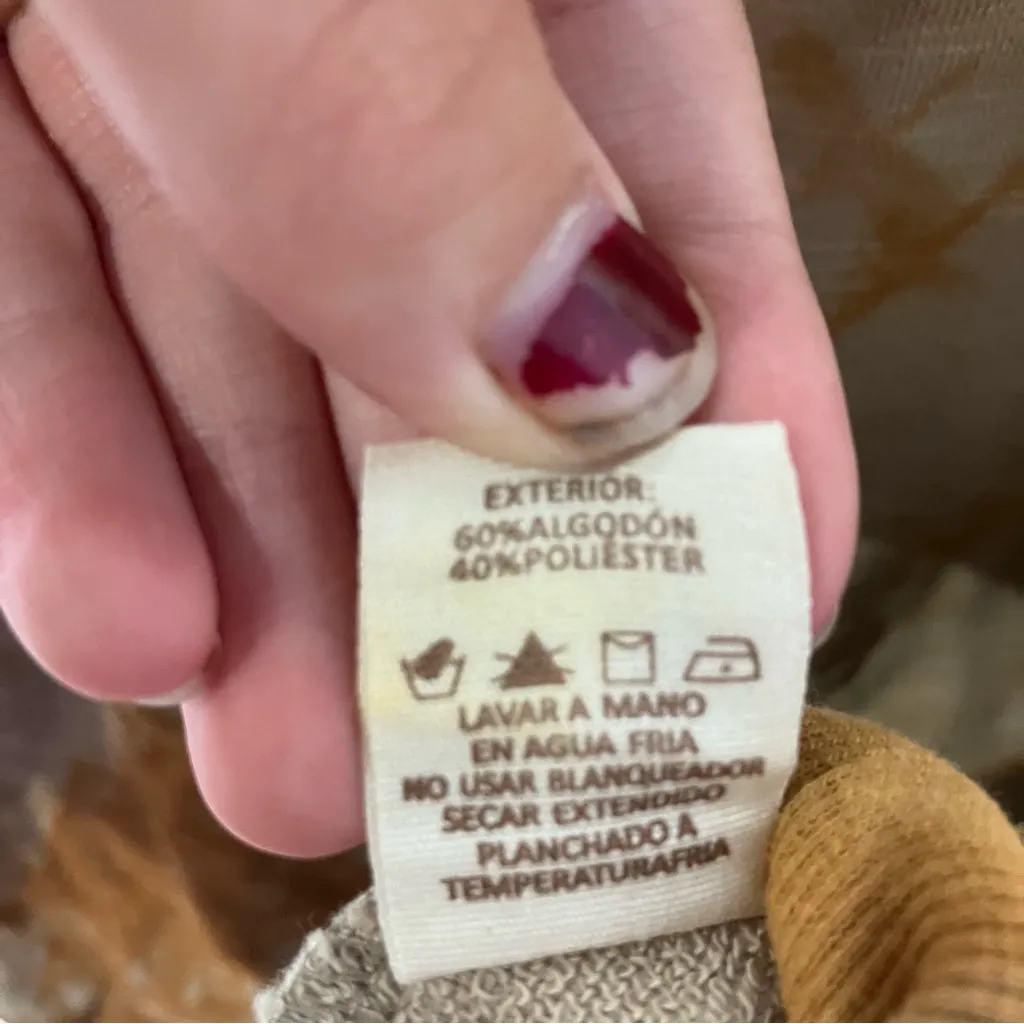 EXTERIOR:
60%ALGODÓN
40%POLIÉSTER
LAVAR A MANO
EN AGUA FRIA
NO USAR BLANQUEADOR
SECAR EXTENDIDO
PLANCHADO A
TEMPERATURAFRIA